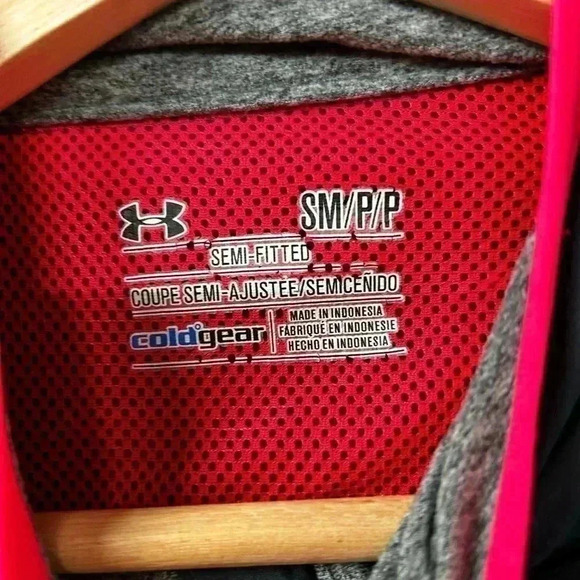 SM/P/P
SEMI-FITTED
COUPE SEMI-AJUSTÉE/SEMICEÑIDO
coldgear
MADE IN INDONESIA
FABRIQUÉ EN INDONESIE
HECHO EN INDONESIA